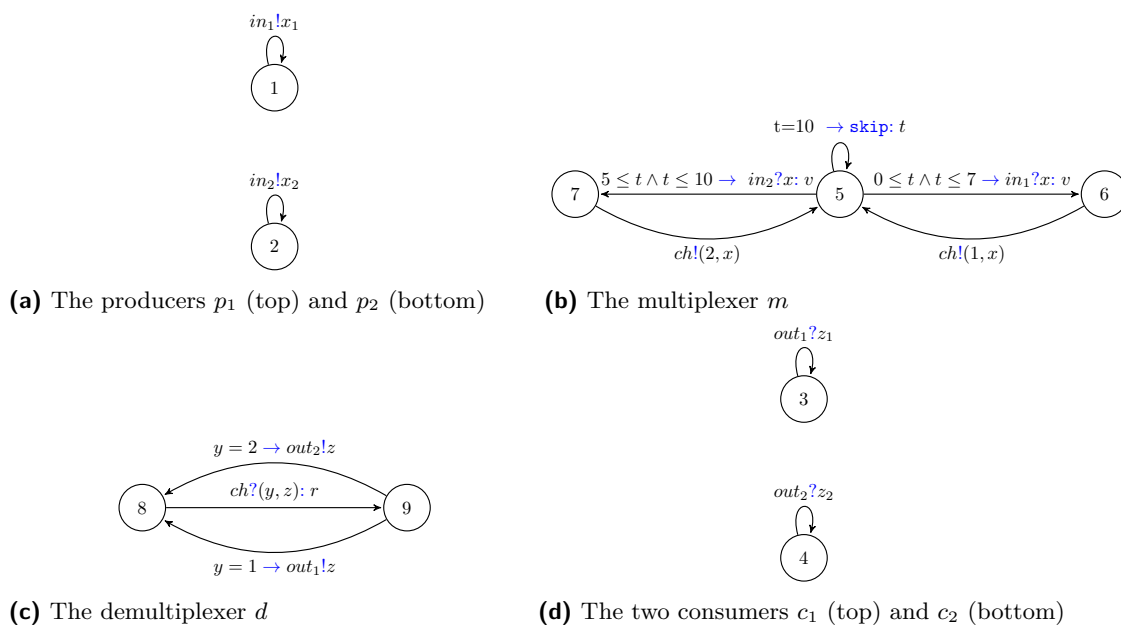 in₁!x₁
1
in₂!x₂
2
(a) The producers p₁ (top) and p₂ (bottom)
t=10 → skip: t
7
5 ≤ t ∧ t ≤ 10 → in₂?x: v
5
0 ≤ t ∧ t ≤ 7 → in₁?x: v
6
ch!(2, x)
ch!(1, x)
(b) The multiplexer m
y = 2 → out₂!z
8
ch?(y, z): r
9
y = 1 → out₁!z
(c) The demultiplexer d
out₁?z₁
3
out₂?z₂
4
(d) The two consumers c₁ (top) and c₂ (bottom)